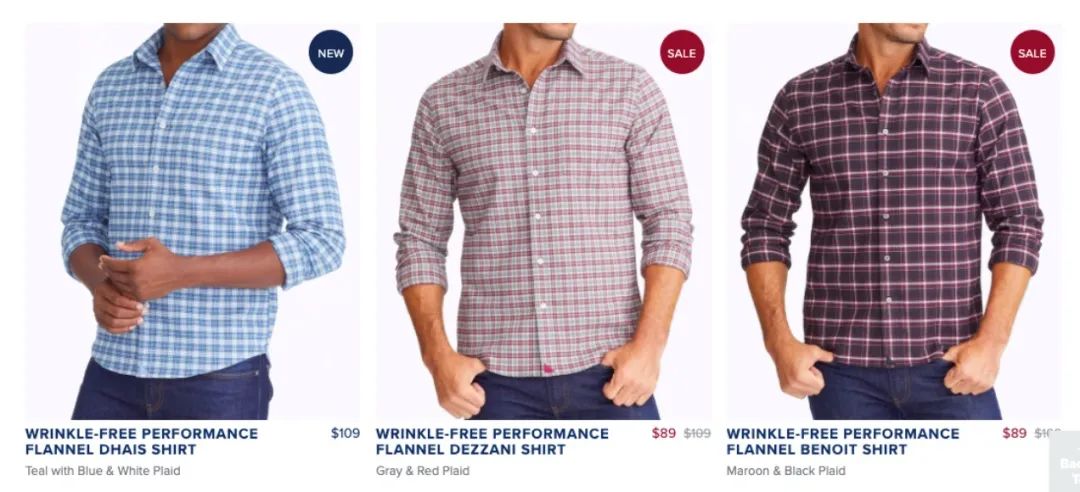 NEW
SALE
SALE
WRINKLE-FREE PERFORMANCE $109
FLANNEL DHAIS SHIRT
Teal with Blue & White Plaid
WRINKLE-FREE PERFORMANCE $89 $109
FLANNEL DEZZANI SHIRT
Gray & Red Plaid
WRINKLE-FREE PERFORMANCE $89
FLANNEL BENOIT SHIRT
Maroon & Black Plaid